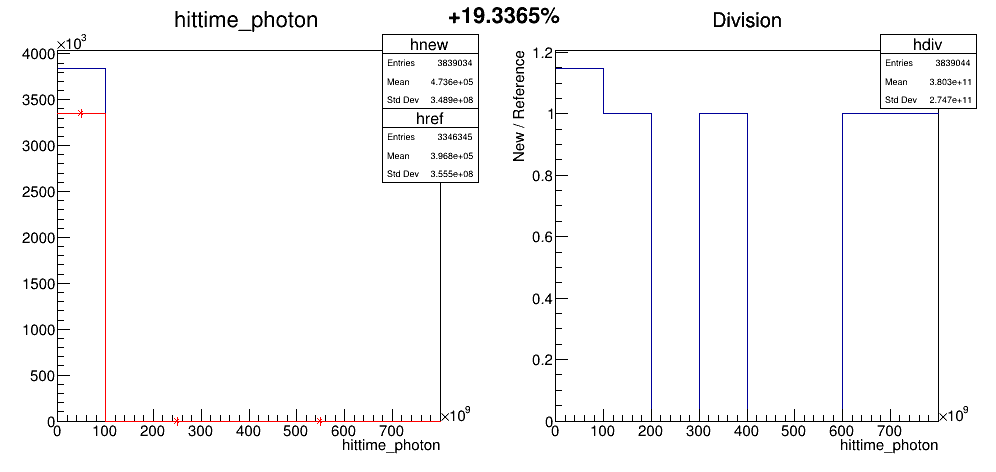 +19.3365%
hittime_photon
×10³
4000
3500
3000
2500
2000
1500
1000
500
0
0 100 200 300 400 500 600 700
×10⁹
hittime_photon
hnew
Entries 3839034
Mean 4.736e+05
Std Dev 3.489e+08
href
Entries 3346345
Mean 3.968e+05
Std Dev 3.555e+08
Division
New / Reference
1.2
1
0.8
0.6
0.4
0.2
0
0 100 200 300 400 500 600 700
×10⁹
hittime_photon
hdiv
Entries 3839044
Mean 3.803e+11
Std Dev 2.747e+11